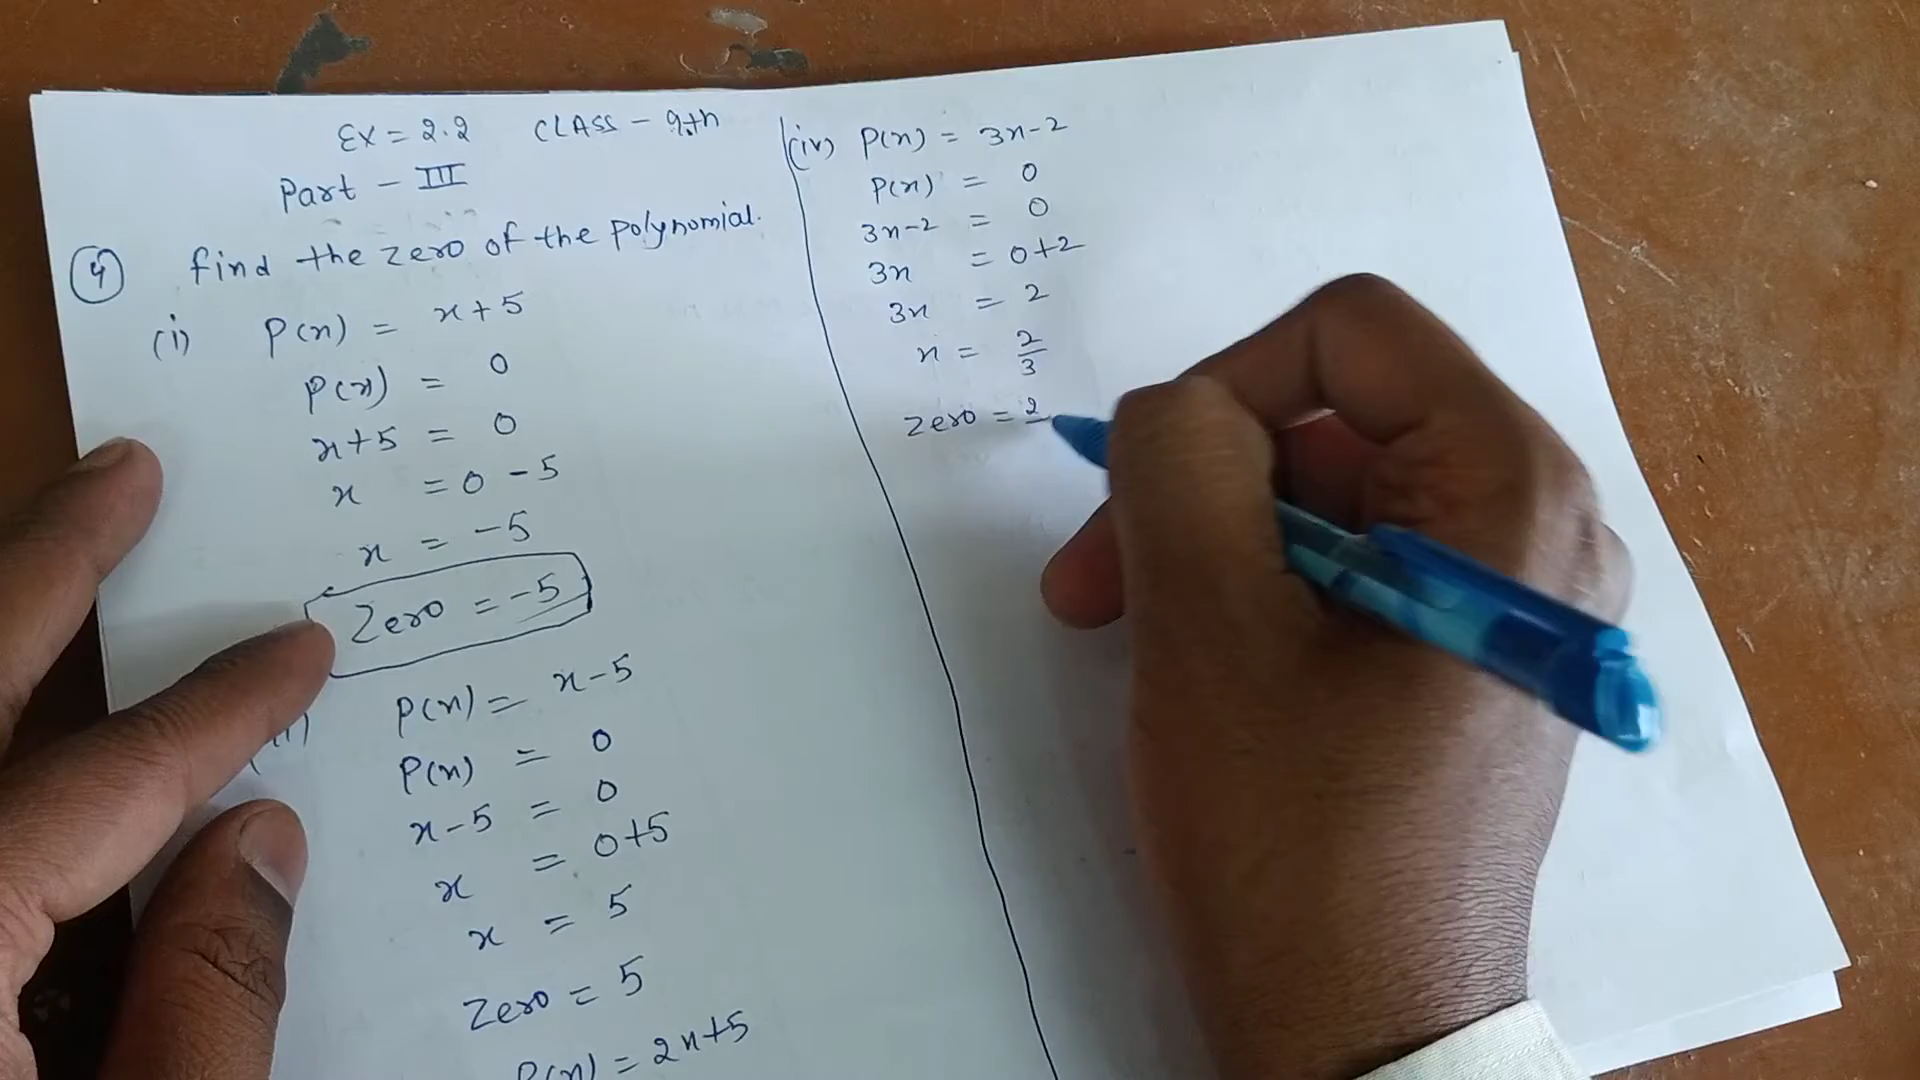 EX = 2.2 CLASS - 9th
Part - III
(4) find the zero of the polynomial.
(i) P(x) = x+5
P(x) = 0
x+5 = 0
x = 0 - 5
x = -5
Zero = -5
P(x) = x-5
P(x) = 0
x-5 = 0
x = 0+5
x = 5
Zero = 5
P(x) = 2x+5
(iv) P(x) = 3x-2
P(x) = 0
3x-2 = 0
3x = 0+2
3x = 2
x = 2/3
Zero = 2